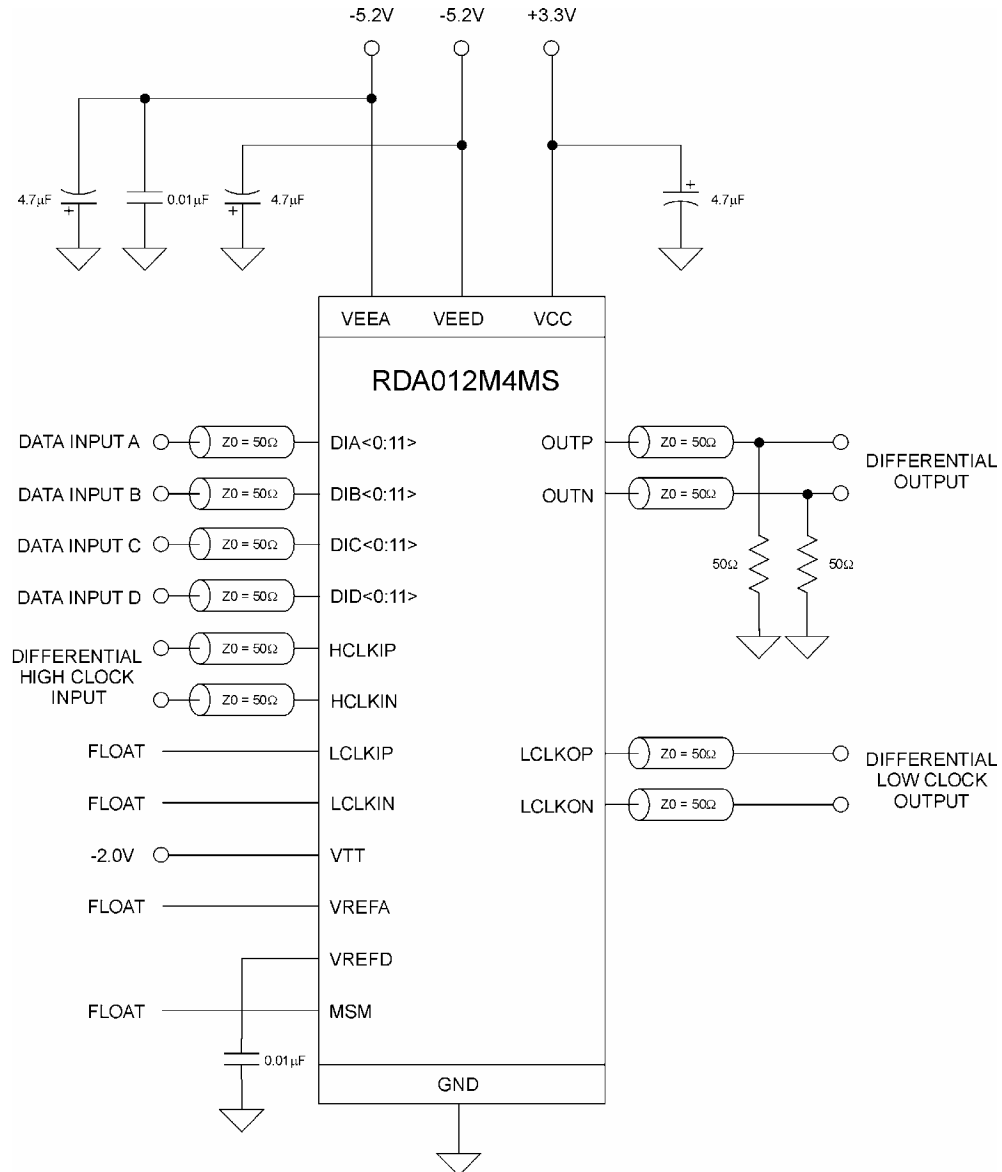 -5.2V -5.2V +3.3V
4.7µF + 0.01µF + 4.7µF + 4.7µF
VEEA VEED VCC
RDA012M4MS
DATA INPUT A Z0 = 50Ω DIA<0:11> OUTP Z0 = 50Ω
DIFFERENTIAL
OUTPUT
DATA INPUT B Z0 = 50Ω DIB<0:11> OUTN Z0 = 50Ω
DATA INPUT C Z0 = 50Ω DIC<0:11>
50Ω 50Ω
DATA INPUT D Z0 = 50Ω DID<0:11>
DIFFERENTIAL
HIGH CLOCK
INPUT
Z0 = 50Ω HCLKIP
Z0 = 50Ω HCLKIN
FLOAT LCLKIP LCLKOP Z0 = 50Ω
DIFFERENTIAL
LOW CLOCK
OUTPUT
FLOAT LCLKIN LCLKON Z0 = 50Ω
-2.0V VTT
FLOAT VREFA
VREFD
FLOAT MSM
0.01µF
GND